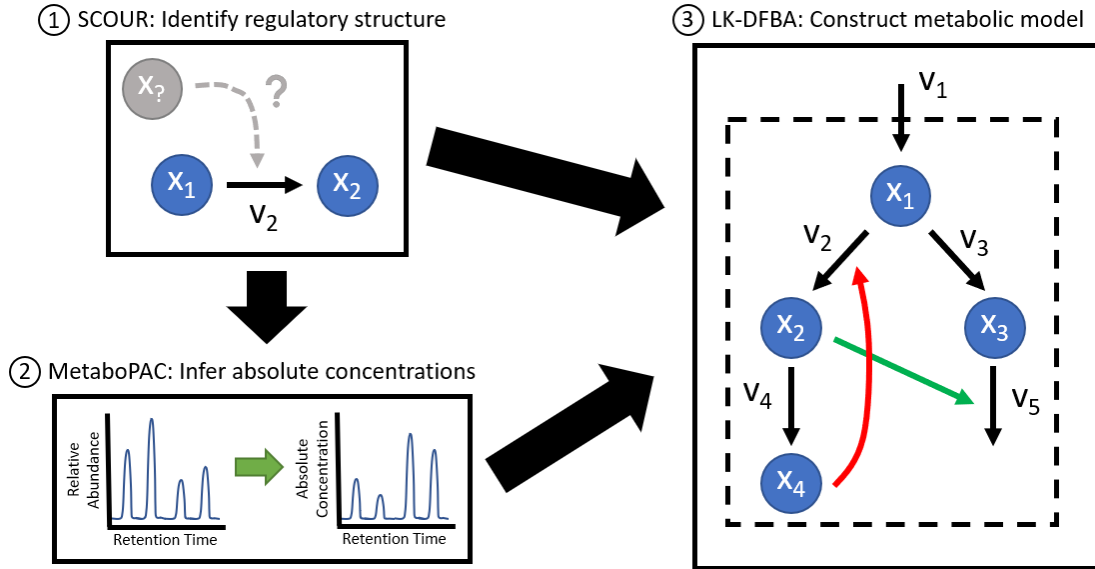 ① SCOUR: Identify regulatory structure
X?
?
X1
X2
V2
② MetaboPAC: Infer absolute concentrations
Relative
Abundance
Retention Time
Absolute
Concentration
Retention Time
③ LK-DFBA: Construct metabolic model
V1
X1
V2
V3
X2
X3
V4
V5
X4